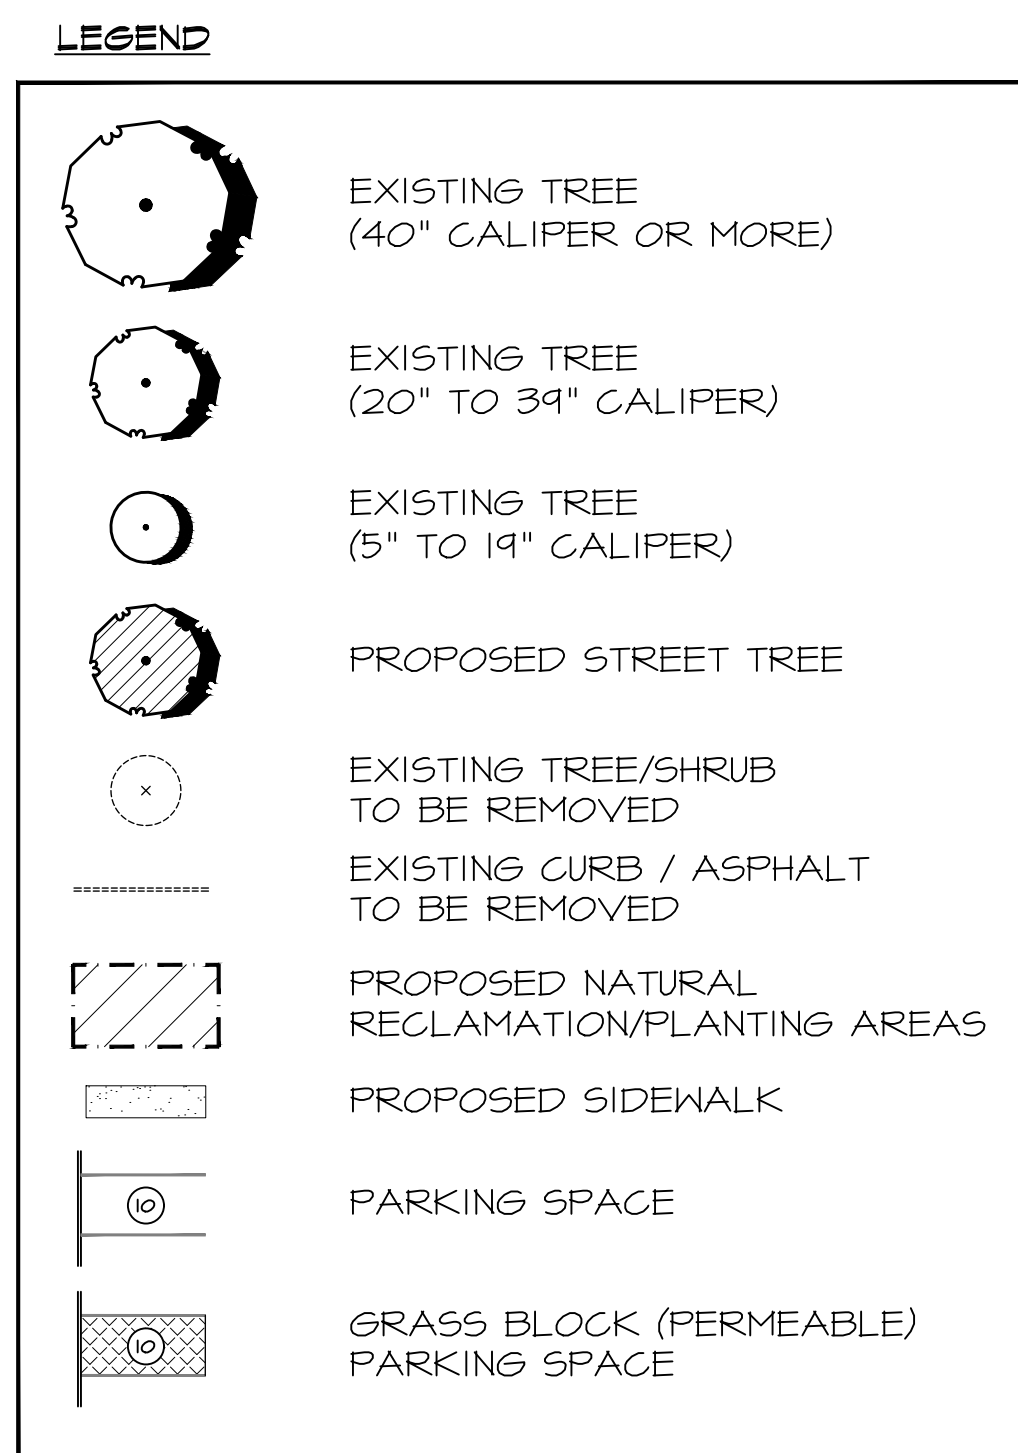 LEGEND
EXISTING TREE
(40" CALIPER OR MORE)
EXISTING TREE
(20" TO 39" CALIPER)
EXISTING TREE
(5" TO 19" CALIPER)
PROPOSED STREET TREE
EXISTING TREE/SHRUB
TO BE REMOVED
EXISTING CURB / ASPHALT
TO BE REMOVED
PROPOSED NATURAL
RECLAMATION/PLANTING AREAS
PROPOSED SIDEWALK
10
PARKING SPACE
GRASS BLOCK (PERMEABLE)
10
PARKING SPACE